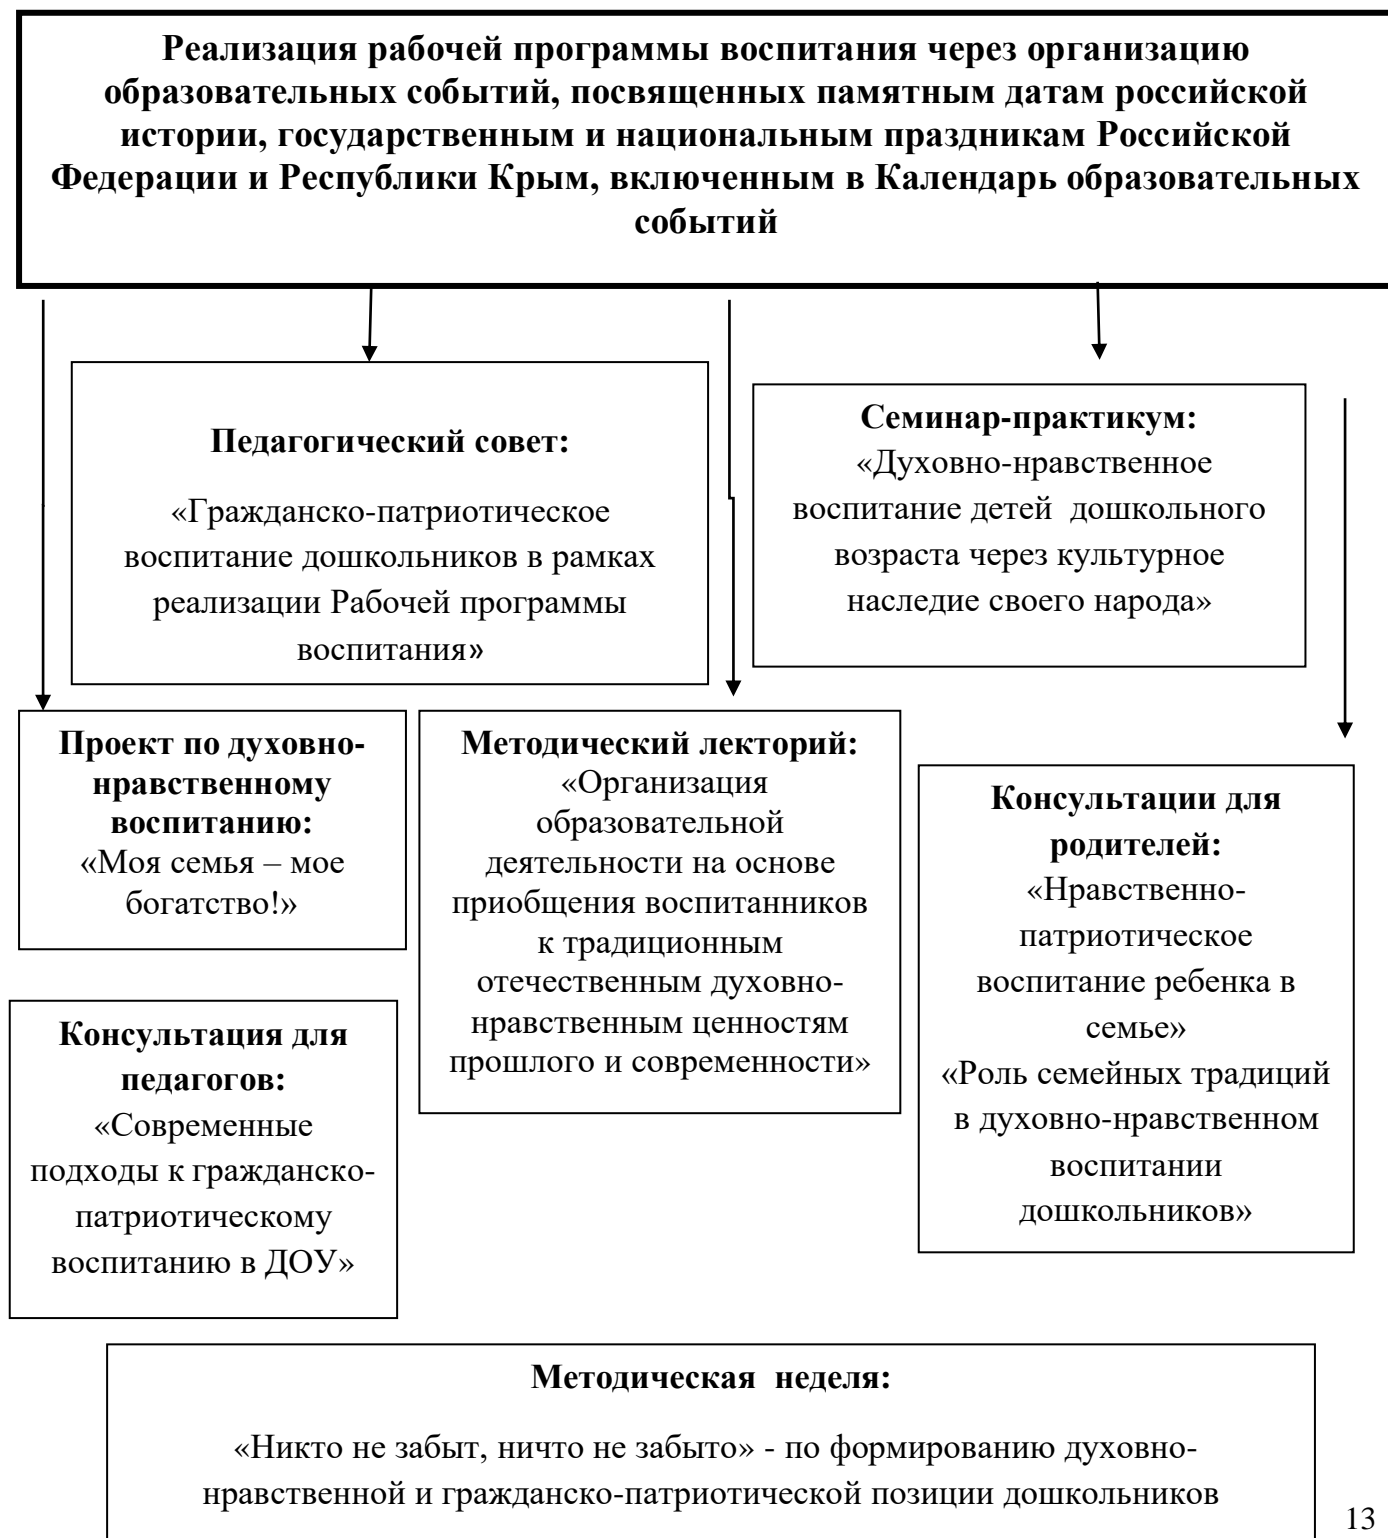 Реализация рабочей программы воспитания через организацию
образовательных событий, посвященных памятным датам российской
истории, государственным и национальным праздникам Российской
Федерации и Республики Крым, включенным в Календарь образовательных
событий
Педагогический совет:
«Гражданско-патриотическое
воспитание дошкольников в рамках
реализации Рабочей программы
воспитания»
Семинар-практикум:
«Духовно-нравственное
воспитание детей  дошкольного
возраста через культурное
наследие своего народа»
Проект по духовно-
нравственному
воспитанию:
«Моя семья – мое
богатство!»
Методический лекторий:
«Организация
образовательной
деятельности на основе
приобщения воспитанников
к традиционным
отечественным духовно-
нравственным ценностям
прошлого и современности»
Консультации для
родителей:
«Нравственно-
патриотическое
воспитание ребенка в
семье»
«Роль семейных традиций
в духовно-нравственном
воспитании
дошкольников»
Консультация для
педагогов:
«Современные
подходы к гражданско-
патриотическому
воспитанию в ДОУ»
Методическая  неделя:
«Никто не забыт, ничто не забыто» - по формированию духовно-
нравственной и гражданско-патриотической позиции дошкольников
13